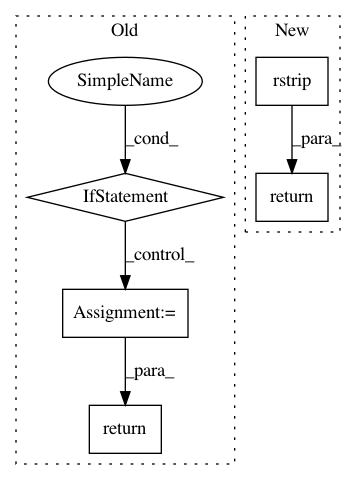 Old
New
SimpleName
rstrip
_cond_
_para_
IfStatement
return
_control_
Assignment:=
_para_
return